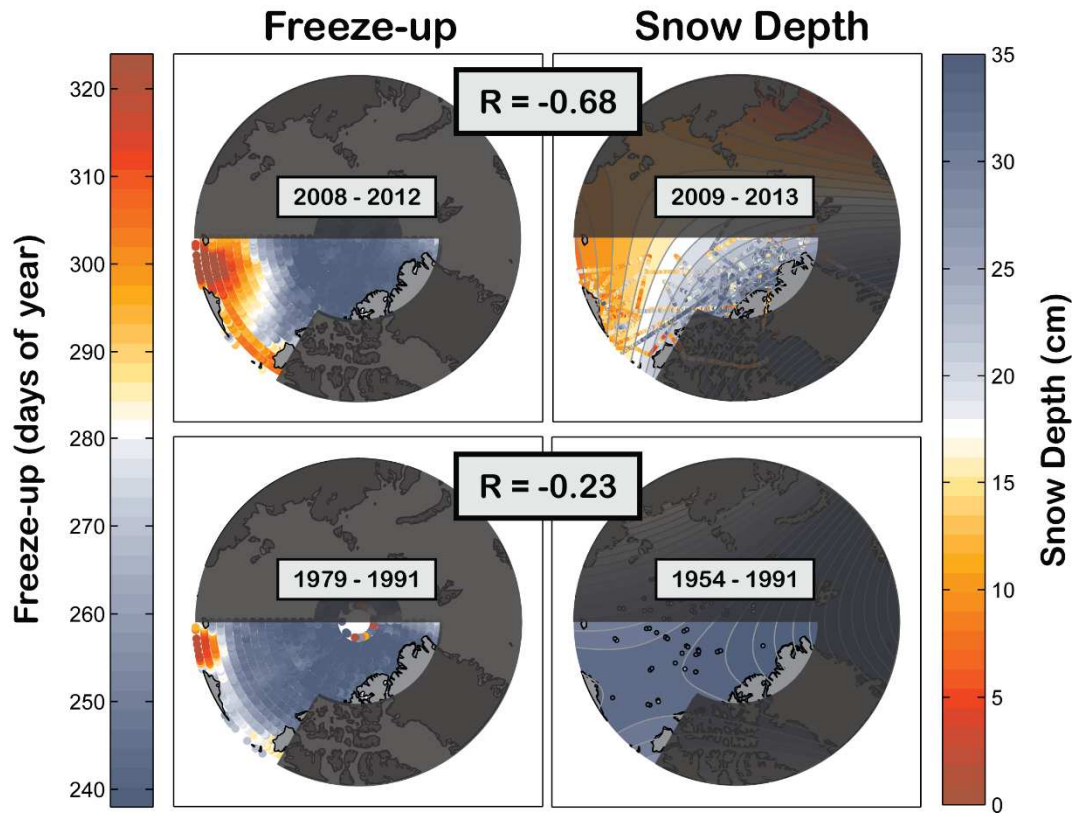 Freeze-up
Snow Depth
R = -0.68
2008 - 2012
2009 - 2013
R = -0.23
1979 - 1991
1954 - 1991
Freeze-up (days of year)
320
310
300
290
280
270
260
250
240
Snow Depth (cm)
35
30
25
20
15
10
5
0